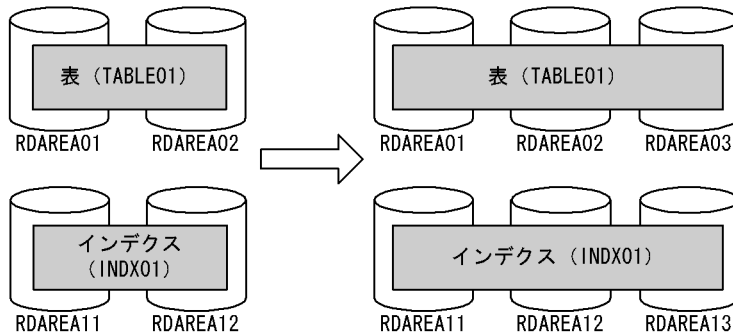 表（TABLE01）
表（TABLE01）
RDAREA01 RDAREA02 RDAREA01 RDAREA02 RDAREA03
インデクス
（INDX01）
インデクス（INDX01）
RDAREA11 RDAREA12 RDAREA11 RDAREA12 RDAREA13